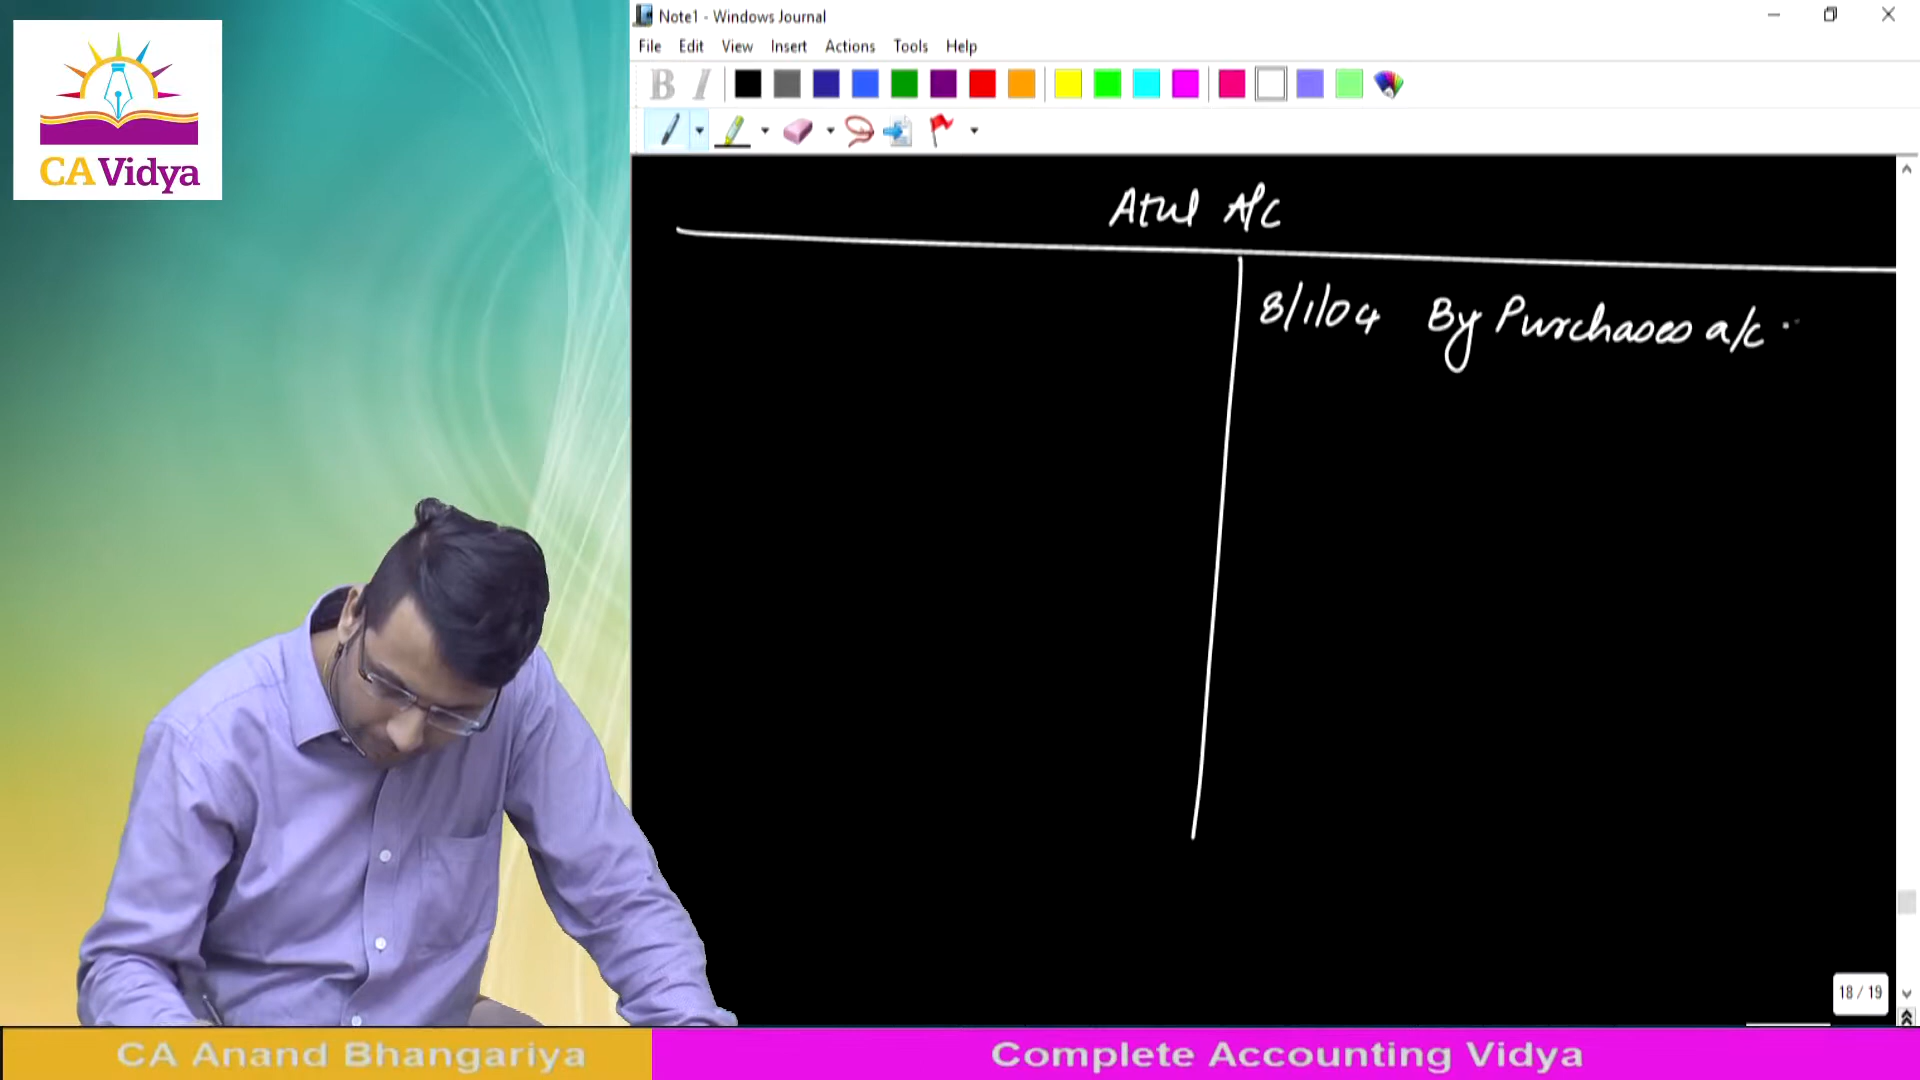 CA Vidya
Note1 - Windows Journal
File Edit View Insert Actions Tools Help
B I
Atul A/c
8/1/04 By Purchases a/c
18 / 19
CA Anand Bhangariya
Complete Accounting Vidya